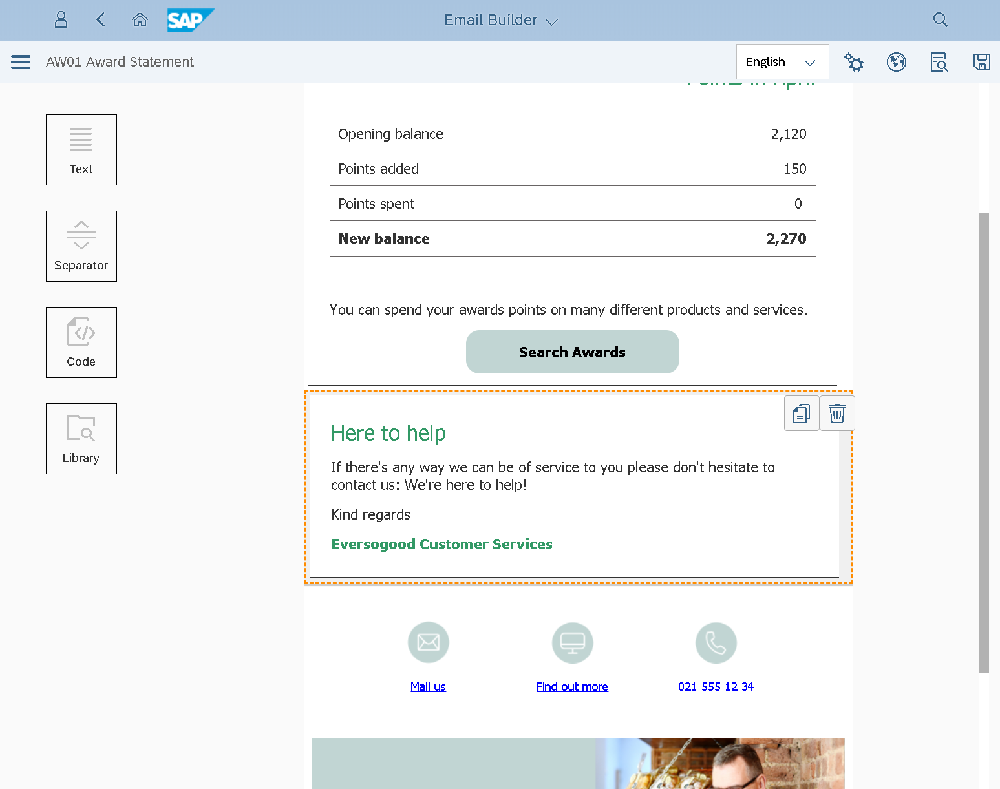 SAP
Email Builder
AW01 Award Statement
English
Points in April
Text
Separator
Code
Library
Opening balance 2,120
Points added 150
Points spent 0
New balance 2,270
You can spend your awards points on many different products and services.
Search Awards
Here to help
If there's any way we can be of service to you please don't hesitate to
contact us: We're here to help!
Kind regards
Eversogood Customer Services
Mail us
Find out more
021 555 12 34